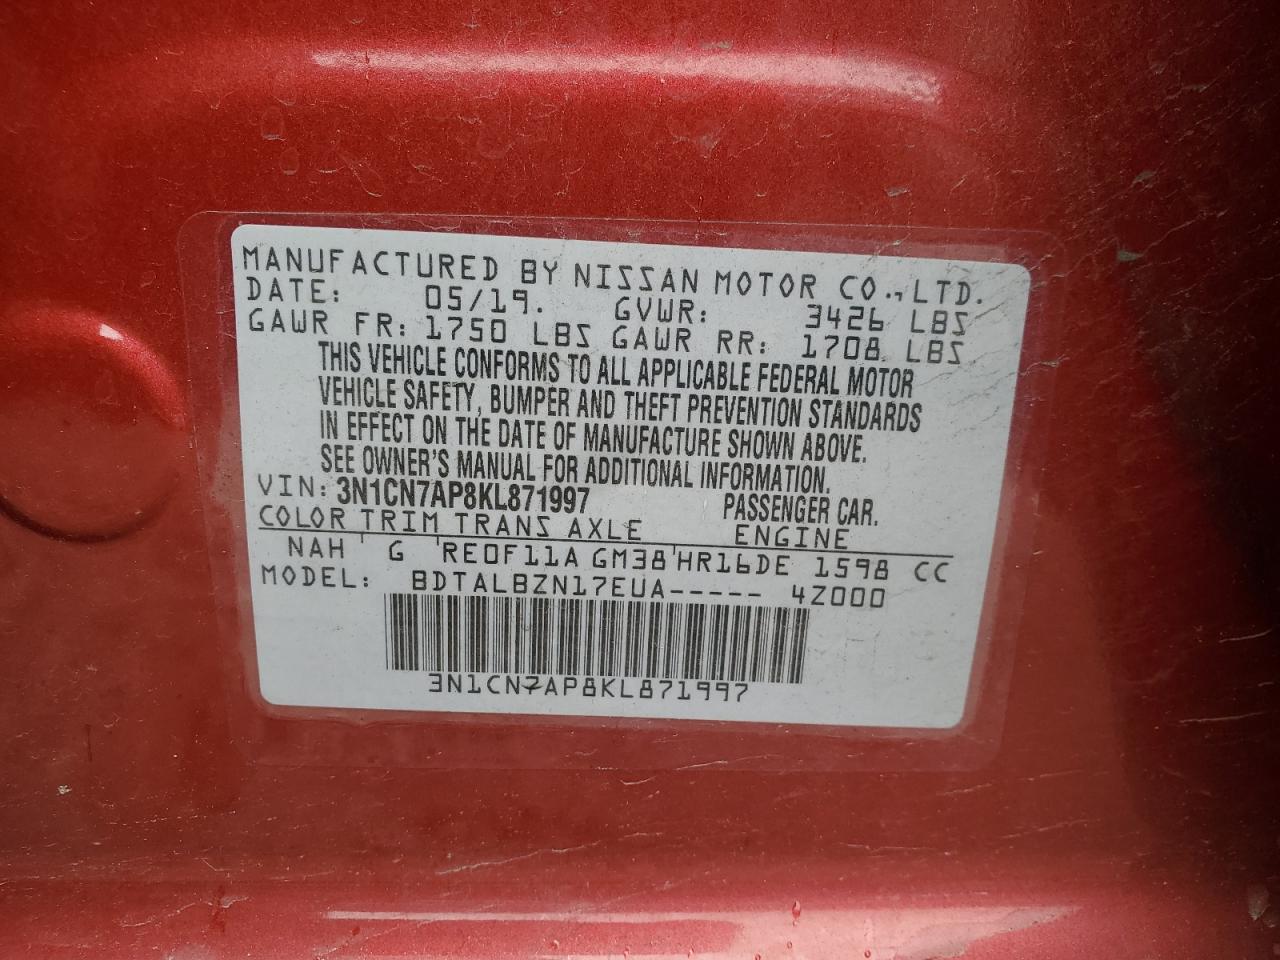 MANUFACTURED BY NISSAN MOTOR CO., LTD.
DATE: 05/19. GVWR: 3426 LBS
GAWR FR: 1750 LBS GAWR RR: 1708 LBS
THIS VEHICLE CONFORMS TO ALL APPLICABLE FEDERAL MOTOR
VEHICLE SAFETY, BUMPER AND THEFT PREVENTION STANDARDS
IN EFFECT ON THE DATE OF MANUFACTURE SHOWN ABOVE.
SEE OWNER'S MANUAL FOR ADDITIONAL INFORMATION.
VIN: 3N1CN7AP8KL871997 PASSENGER CAR.
COLOR TRIM TRANS AXLE ENGINE
NAH G RE0F11A GM38 HR16DE 1598 CC
MODEL: BDTALBZN17EUA----- 4Z000
3N1CN7AP8KL871997